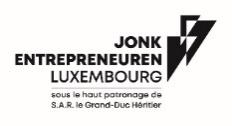 JONK
ENTREPRENEUREN
LUXEMBOURG
sous le haut patronage de
S.A.R. le Grand-Duc Héritier